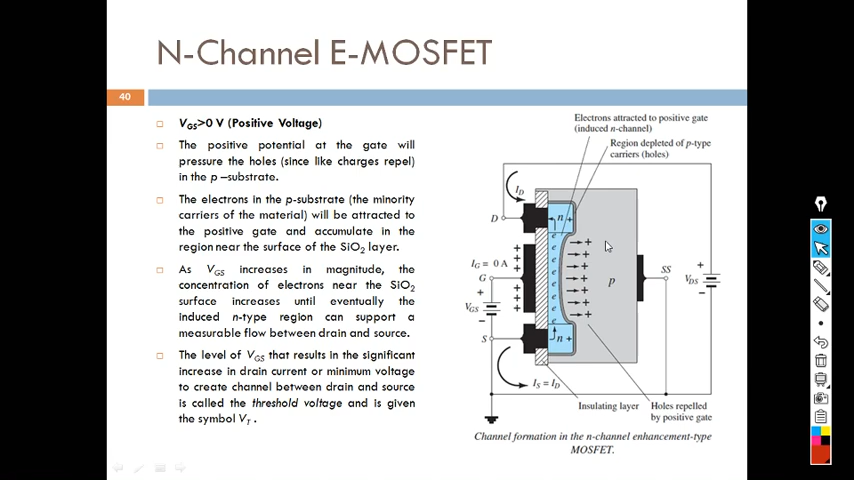 N-Channel E-MOSFET
40
VGS>0 V (Positive Voltage)
The positive potential at the gate will
pressure the holes (since like charges repel)
in the p –substrate.
The electrons in the p-substrate (the minority
carriers of the material) will be attracted to
the positive gate and accumulate in the
region near the surface of the SiO2 layer.
As VGS increases in magnitude, the
concentration of electrons near the SiO2
surface increases until eventually the
induced n-type region can support a
measurable flow between drain and source.
The level of VGS that results in the significant
increase in drain current or minimum voltage
to create channel between drain and source
is called the threshold voltage and is given
the symbol VT .
Electrons attracted to positive gate
(induced n-channel)
Region depleted of p-type
carriers (holes)
ID
D
n +
e
+
e
+
IG = 0 A
e
+
G
e
+
p
SS
VDS
+
–
+
VGS
–
e
+
e
+
e
+
e
S
n +
IS = ID
Insulating layer
Holes repelled
by positive gate
Channel formation in the n-channel enhancement-type
MOSFET.